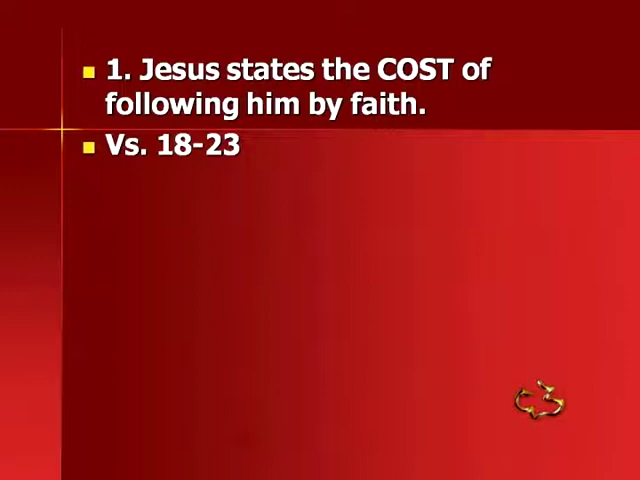 1. Jesus states the COST of
following him by faith.
Vs. 18-23